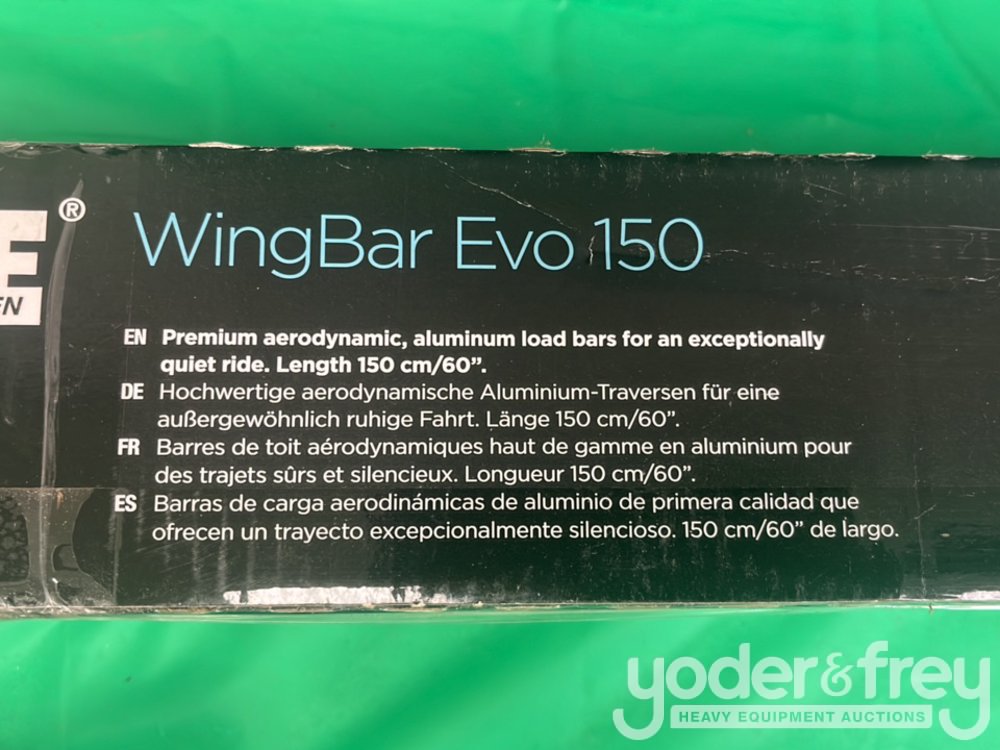 E®
EN
WingBar Evo 150
EN Premium aerodynamic, aluminum load bars for an exceptionally
quiet ride. Length 150 cm/60”.
DE Hochwertige aerodynamische Aluminium-Traversen für eine
außergewöhnlich ruhige Fahrt. Länge 150 cm/60”.
FR Barres de toit aérodynamiques haut de gamme en aluminium pour
des trajets sûrs et silencieux. Longueur 150 cm/60”.
ES Barras de carga aerodinámicas de aluminio de primera calidad que
ofrecen un trayecto excepcionalmente silencioso. 150 cm/60” de largo.
yoder&frey
HEAVY EQUIPMENT AUCTIONS